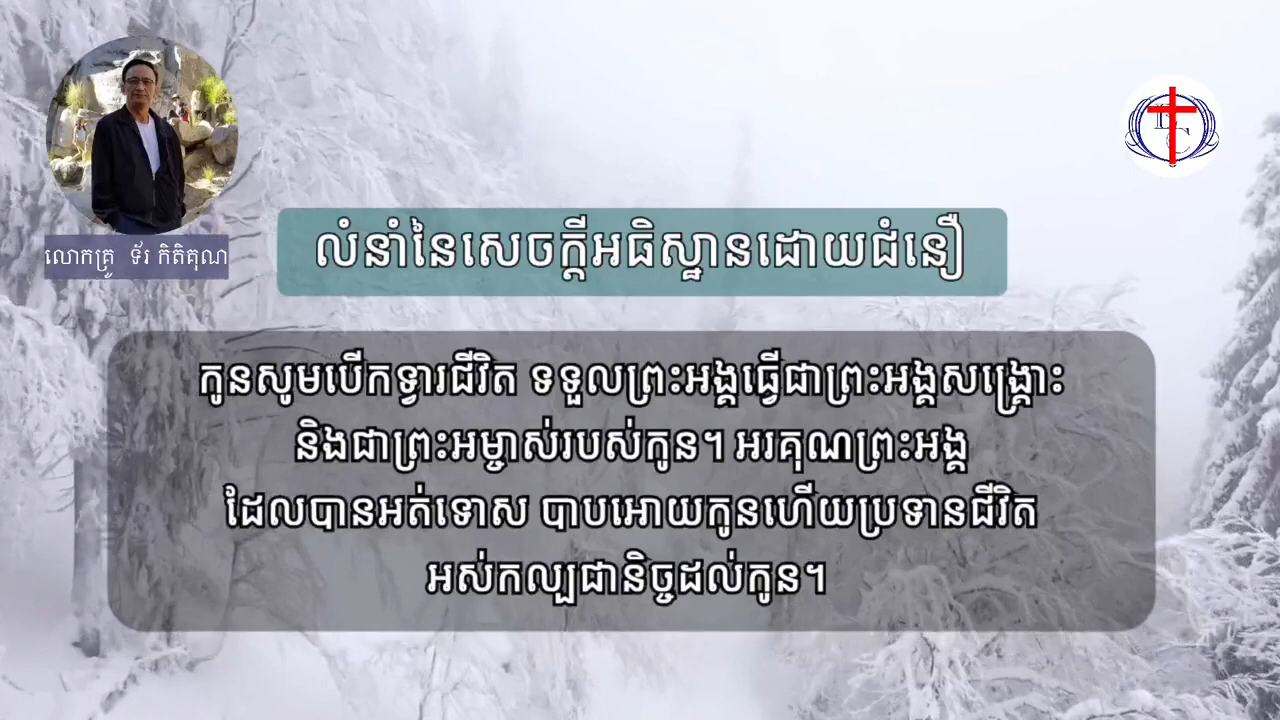 លោកគ្រូ ទ័រ កិតិគុណ
លំនាំនៃសេចក្តីអធិស្ឋានដោយជំនឿ
កូនសូមបើកទ្វារជីវិត ទទួលព្រះអង្គធ្វើជាព្រះអង្គសង្គ្រោះ
និងជាព្រះអម្ចាស់របស់កូន។ អរគុណព្រះអង្គ
ដែលបានអត់ទោស បាបអោយកូនហើយប្រទានជីវិត
អស់កល្បជានិច្ចដល់កូន។